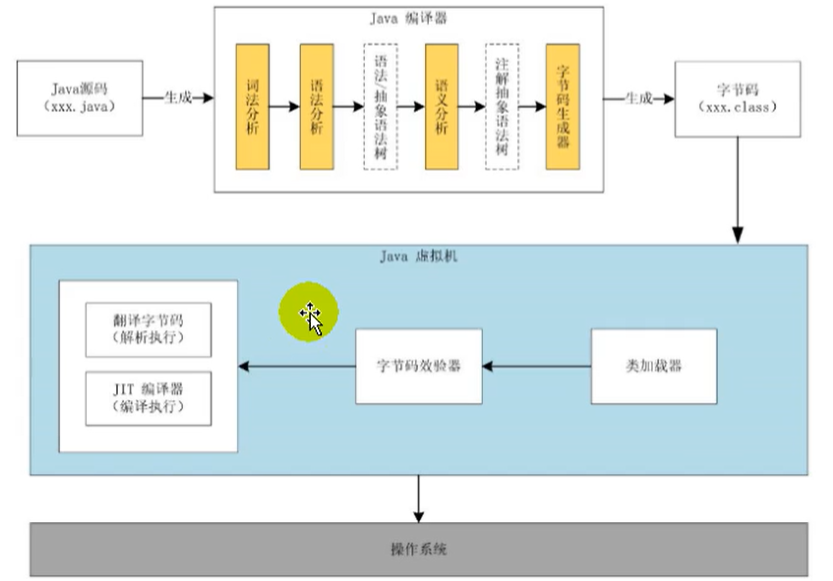 Java 编译器
Java源码
（xxx.java）
生成
词法分析
语法分析
语法/抽象语法树
语义分析
注解抽象语法树
字节码生成器
生成
字节码
（xxx.class）
Java 虚拟机
翻译字节码
（解析执行）
JIT 编译器
（编译执行）
字节码效验器
类加载器
操作系统